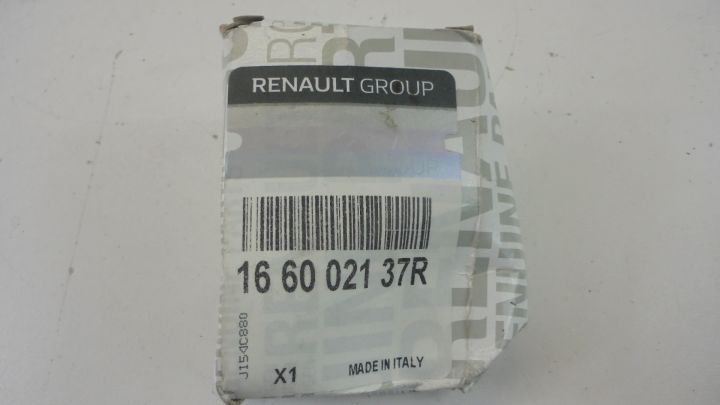 RENAULT GROUP
16 60 021 37R
J154C880
X1
MADE IN ITALY